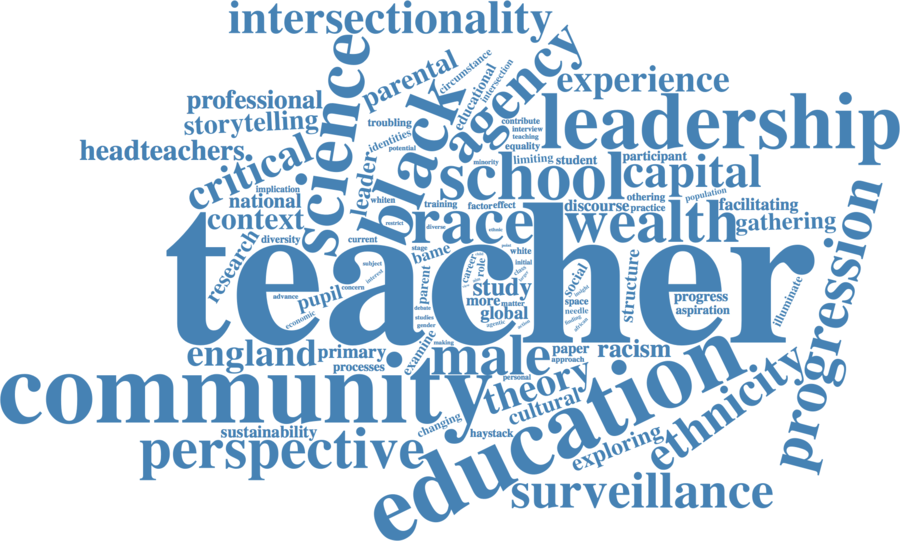 intersectionality
science
parental
circumstance
educational
intersection
agency
experience
professional
storytelling
black
troubling
identities
potential
contribute
interview
teaching
equality
leadership
headteachers
critical
leader
minority
limiting
student
participant
school
capital
implication
national
whiten
training
factor
effect
discourse
othering
practice
population
facilitating
context
restrict
race
diverse
ethnic
wealth
gathering
research
diversity
current
stage
bame
point
white
teacher
subject
interest
concern
parent
career
role
initial
class
target
study
social
insight
structure
progression
advance
pupil
economic
debate
studies
gender
more
matter
global
agentic
action
space
needle
finding
african
progress
aspiration
illuminate
england
primary
processes
examine
making
male
paper
approach
racism
community
personal
theory
cultural
education
ethnicity
changing
haystack
exploring
sustainability
perspective
surveillance